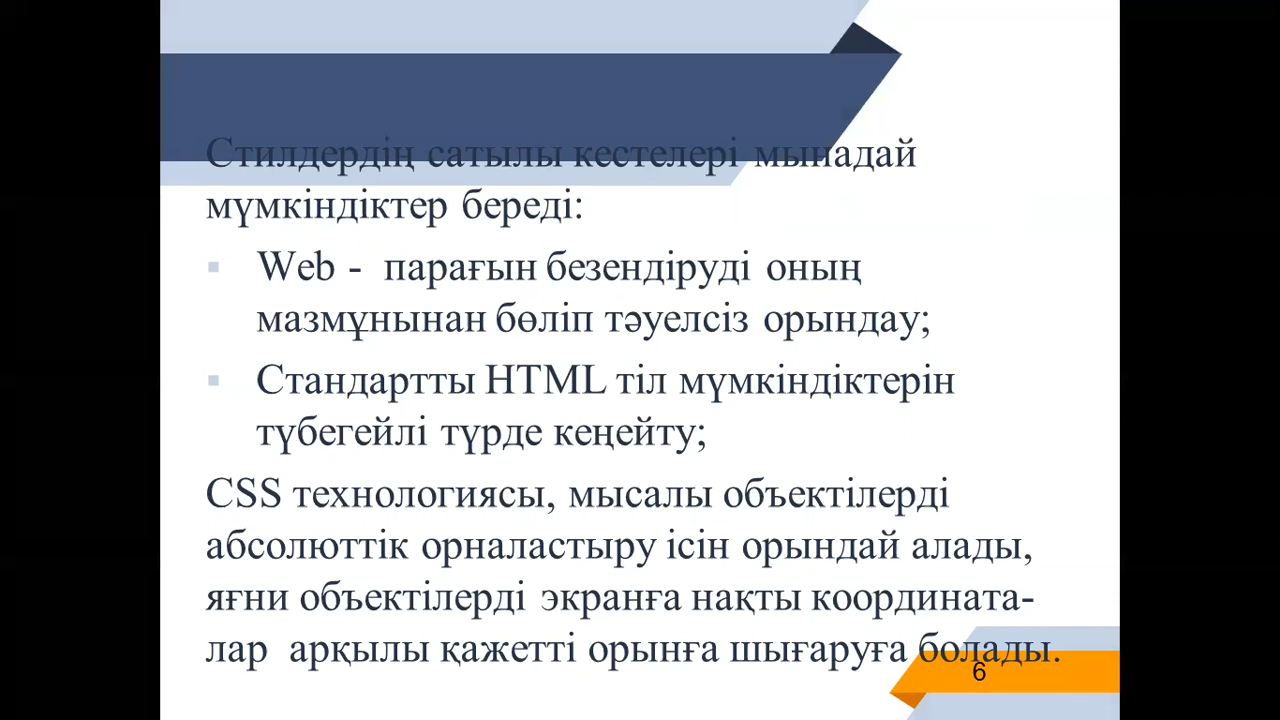 Стилдердің сатылы кестелері мынадай
мүмкіндіктер береді:
▪ Web - парағын безендіруді оның
мазмұнынан бөліп тәуелсіз орындау;
▪ Стандартты HTML тіл мүмкіндіктерін
түбегейлі түрде кеңейту;
CSS технологиясы, мысалы объектілерді
абсолюттік орналастыру ісін орындай алады,
яғни объектілерді экранға нақты координата-
лар арқылы қажетті орынға шығаруға болады.
6